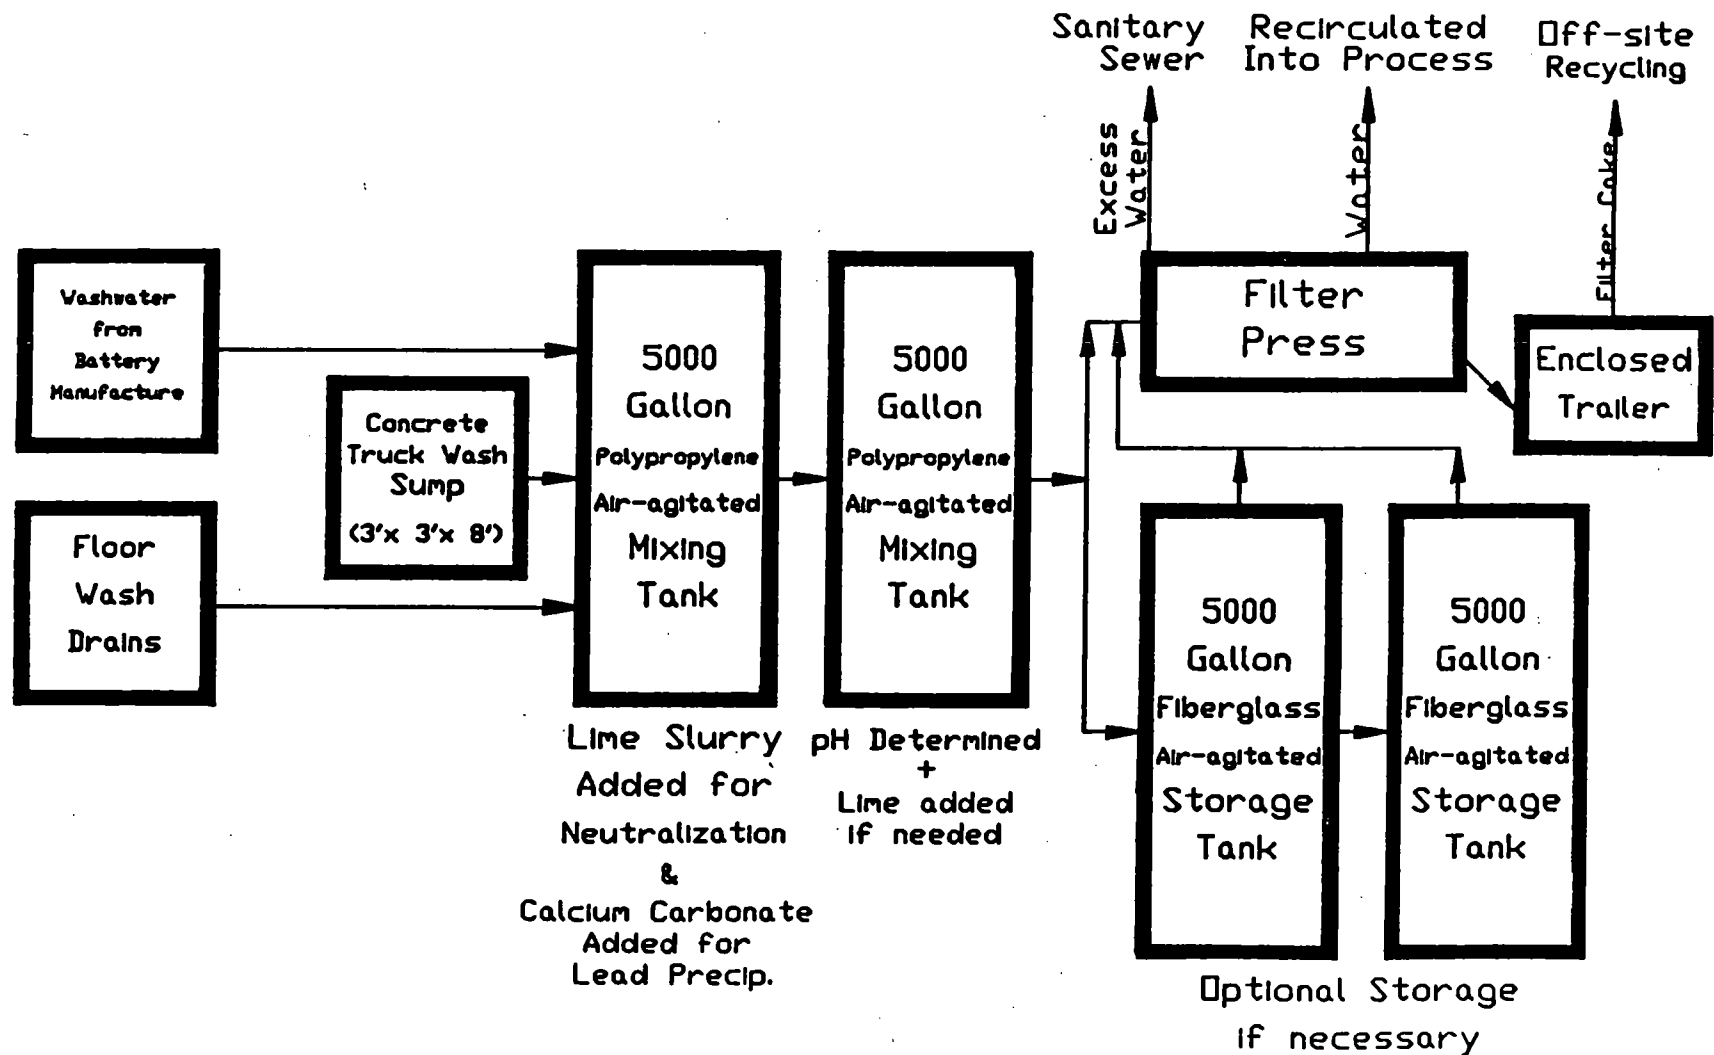 Sanitary
Sewer
Recirculated
Into Process
Off-site
Recycling
Excess
Water
Water
Filter Cake
Washwater
from
Battery
Manufacture
Concrete
Truck Wash
Sump
(3'x 3'x 8')
Floor
Wash
Drains
5000
Gallon
Polypropylene
Air-agitated
Mixing
Tank
Lime Slurry
Added for
Neutralization
&
Calcium Carbonate
Added for
Lead Precip.
5000
Gallon
Polypropylene
Air-agitated
Mixing
Tank
pH Determined
+
Lime added
if needed
Filter
Press
Enclosed
Trailer
5000
Gallon
Fiberglass
Air-agitated
Storage
Tank
5000
Gallon
Fiberglass
Air-agitated
Storage
Tank
Optional Storage
if necessary